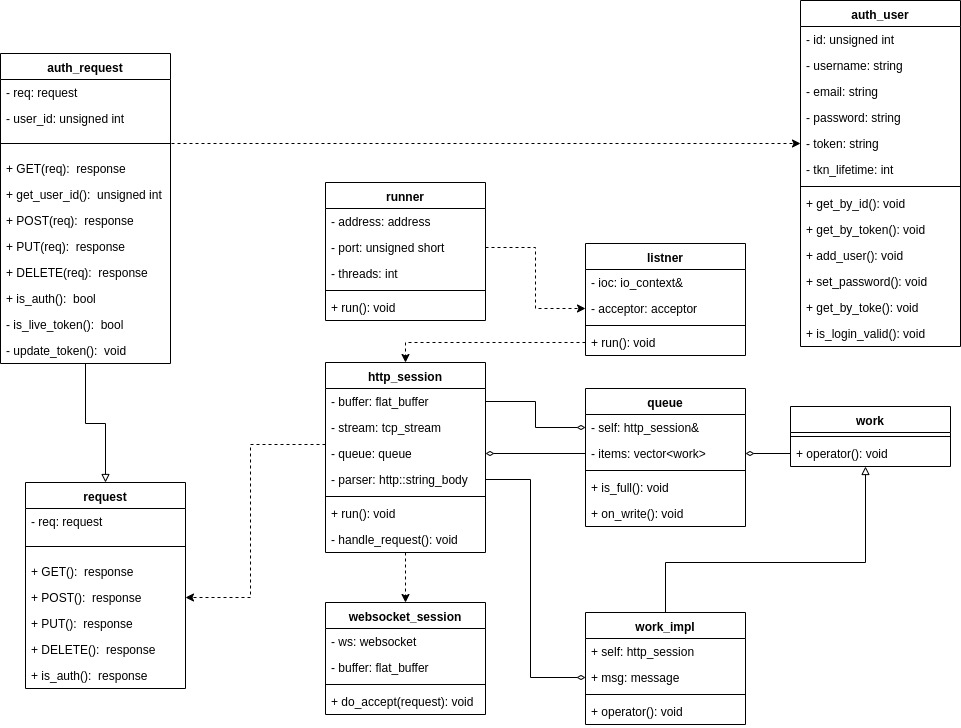 auth_user
- id: unsigned int
- username: string
- email: string
- password: string
- token: string
- tkn_lifetime: int
+ get_by_id(): void
+ get_by_token(): void
+ add_user(): void
+ set_password(): void
+ get_by_toke(): void
+ is_login_valid(): void
auth_request
- req: request
- user_id: unsigned int
+ GET(req):  response
+ get_user_id():  unsigned int
+ POST(req):  response
+ PUT(req):  response
+ DELETE(req):  response
+ is_auth():  bool
- is_live_token():  bool
- update_token():  void
runner
- address: address
- port: unsigned short
- threads: int
+ run(): void
listner
- ioc: io_context&
- acceptor: acceptor
+ run(): void
http_session
- buffer: flat_buffer
- stream: tcp_stream
- queue: queue
- parser: http::string_body
+ run(): void
- handle_request(): void
queue
- self: http_session&
- items: vector<work>
+ is_full(): void
+ on_write(): void
work
+ operator(): void
request
- req: request
+ GET():  response
+ POST():  response
+ PUT():  response
+ DELETE():  response
+ is_auth():  response
websocket_session
- ws: websocket
- buffer: flat_buffer
+ do_accept(request): void
work_impl
+ self: http_session
+ msg: message
+ operator(): void